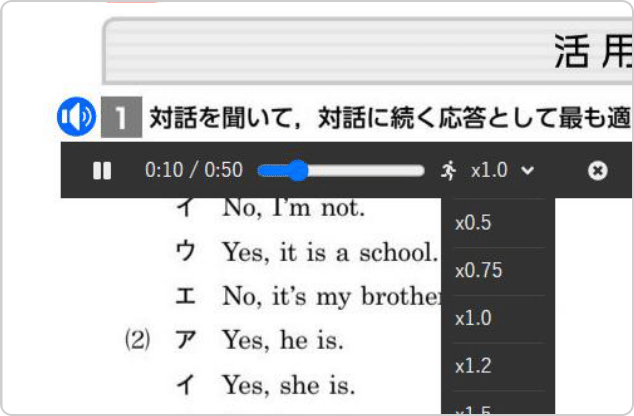 活用
1 対話を聞いて，対話に続く応答として最も適
0:10 / 0:50 x1.0
イ No, I'm not.
x0.5
ウ Yes, it is a school.
x0.75
エ No, it's my brother
x1.0
(2) ア Yes, he is.
x1.2
イ Yes, she is.
x1.5